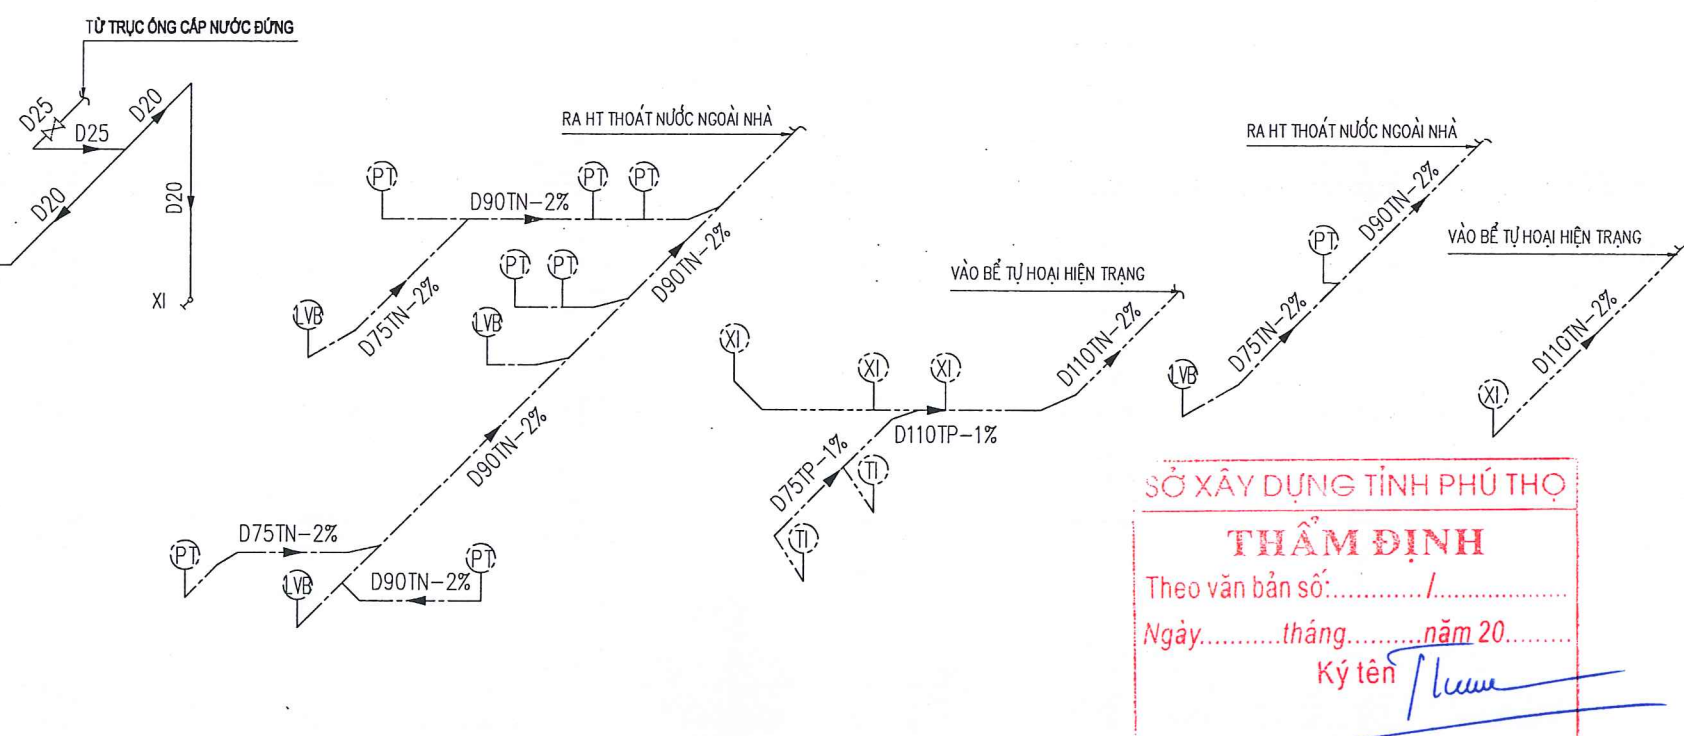 TỪ TRỤC ỐNG CẤP NƯỚC ĐỨNG
D25
D25
D20
D20
D20
XI
RA HT THOÁT NƯỚC NGOÀI NHÀ
PT
D90TN-2%
PT
PT
D90TN-2%
PT
PT
LVB
D75TN-2%
LVB
D90TN-2%
D75TN-2%
PT
LVB
D90TN-2%
PT
VÀO BỂ TỰ HOẠI HIỆN TRẠNG
XI
XI
XI
D110TN-2%
D110TP-1%
D75TP-1%
TI
TI
RA HT THOÁT NƯỚC NGOÀI NHÀ
D90TN-2%
PT
D75TN-2%
LVB
VÀO BỂ TỰ HOẠI HIỆN TRẠNG
D110TN-2%
XI
SỞ XÂY DỰNG TỈNH PHÚ THỌ
THẨM ĐỊNH
Theo văn bản số:............/...................
Ngày...........tháng..........năm 20.........
Ký tên